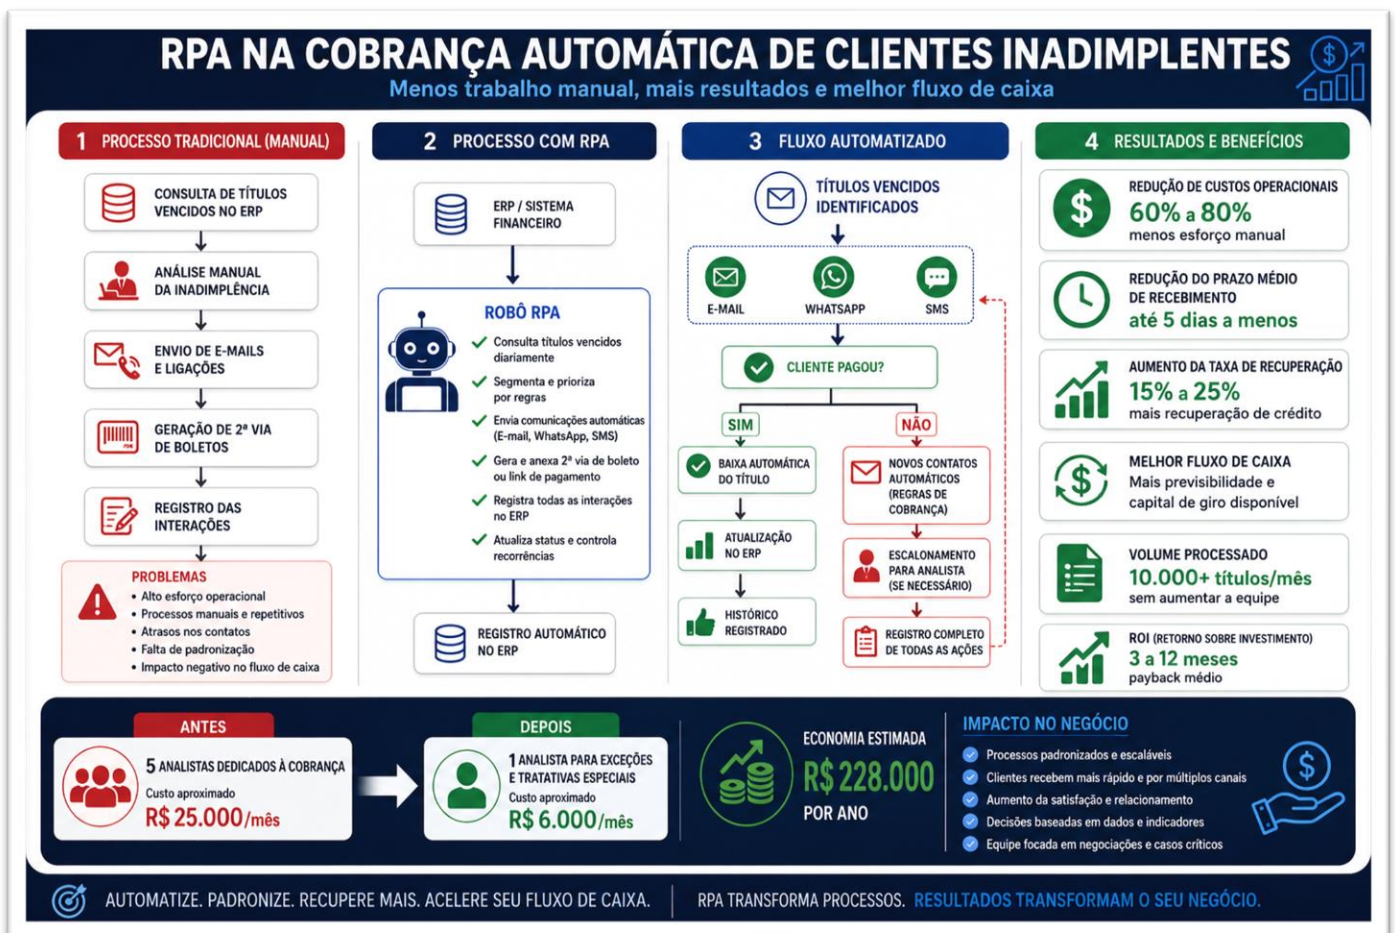 RPA NA COBRANÇA AUTOMÁTICA DE CLIENTES INADIMPLENTES
Menos trabalho manual, mais resultados e melhor fluxo de caixa
1 PROCESSO TRADICIONAL (MANUAL)
CONSULTA DE TÍTULOS
VENCIDOS NO ERP
ANÁLISE MANUAL
DA INADIMPLÊNCIA
ENVIO DE E-MAILS
E LIGAÇÕES
GERAÇÃO DE 2ª VIA
DE BOLETOS
REGISTRO DAS
INTERAÇÕES
PROBLEMAS
• Alto esforço operacional
• Processos manuais e repetitivos
• Atrasos nos contatos
• Falta de padronização
• Impacto negativo no fluxo de caixa
2 PROCESSO COM RPA
ERP / SISTEMA
FINANCEIRO
ROBÔ RPA
Consulta títulos vencidos
diariamente
Segmenta e prioriza
por regras
Envia comunicações automáticas
(E-mail, WhatsApp, SMS)
Gera e anexa 2ª via de boleto
ou link de pagamento
Registra todas as interações
no ERP
Atualiza status e controla
recorrências
REGISTRO AUTOMÁTICO
NO ERP
3 FLUXO AUTOMATIZADO
TÍTULOS VENCIDOS
IDENTIFICADOS
E-MAIL
WHATSAPP
SMS
CLIENTE PAGOU?
SIM
BAIXA AUTOMÁTICA
DO TÍTULO
ATUALIZAÇÃO
NO ERP
HISTÓRICO
REGISTRADO
NÃO
NOVOS CONTATOS
AUTOMÁTICOS
(REGRAS DE
COBRANÇA)
ESCALONAMENTO
PARA ANALISTA
(SE NECESSÁRIO)
REGISTRO COMPLETO
DE TODAS AS AÇÕES
4 RESULTADOS E BENEFÍCIOS
REDUÇÃO DE CUSTOS OPERACIONAIS
60% a 80%
menos esforço manual
REDUÇÃO DO PRAZO MÉDIO
DE RECEBIMENTO
até 5 dias a menos
AUMENTO DA TAXA DE RECUPERAÇÃO
15% a 25%
mais recuperação de crédito
MELHOR FLUXO DE CAIXA
Mais previsibilidade e
capital de giro disponível
VOLUME PROCESSADO
10.000+ títulos/mês
sem aumentar a equipe
ROI (RETORNO SOBRE INVESTIMENTO)
3 a 12 meses
payback médio
ANTES
5 ANALISTAS DEDICADOS À COBRANÇA
Custo aproximado
R$ 25.000/mês
DEPOIS
1 ANALISTA PARA EXCEÇÕES
E TRATATIVAS ESPECIAIS
Custo aproximado
R$ 6.000/mês
ECONOMIA ESTIMADA
R$ 228.000
POR ANO
IMPACTO NO NEGÓCIO
Processos padronizados e escaláveis
Clientes recebem mais rápido e por múltiplos canais
Aumento da satisfação e relacionamento
Decisões baseadas em dados e indicadores
Equipe focada em negociações e casos críticos
AUTOMATIZE. PADRONIZE. RECUPERE MAIS. ACELERE SEU FLUXO DE CAIXA.
RPA TRANSFORMA PROCESSOS. RESULTADOS TRANSFORMAM O SEU NEGÓCIO.